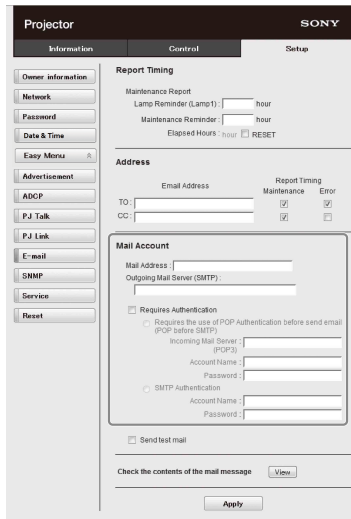 Projector
SONY
Information
Control
Setup
Owner information
Network
Password
Date & Time
Easy Menu
Advertisement
ADCP
PJ Talk
PJ Link
E-mail
SNMP
Service
Reset
Report Timing
Maintenance Report
Lamp Reminder (Lamp1) : hour
Maintenance Reminder : hour
Elapsed Hours : hour RESET
Address
Email Address
Report Timing
Maintenance Error
TO :
CC :
Mail Account
Mail Address :
Outgoing Mail Server (SMTP) :
Requires Authentication
Requires the use of POP Authentication before send email
(POP before SMTP)
Incoming Mail Server :
(POP3)
Account Name :
Password :
SMTP Authentication
Account Name :
Password :
Send test mail
Check the contents of the mail message View
Apply